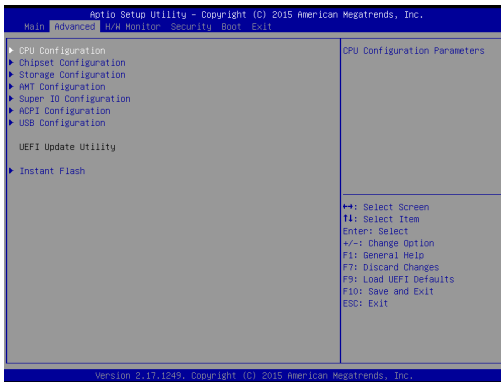 Aptio Setup Utility - Copyright (C) 2015 American Megatrends, Inc.
Main Advanced H/W Monitor Security Boot Exit
CPU Configuration
Chipset Configuration
Storage Configuration
AMT Configuration
Super IO Configuration
ACPI Configuration
USB Configuration
UEFI Update Utility
Instant Flash
CPU Configuration Parameters
↔: Select Screen
↑↓: Select Item
Enter: Select
+/-: Change Option
F1: General Help
F7: Discard Changes
F9: Load UEFI Defaults
F10: Save and Exit
ESC: Exit
Version 2.17.1249. Copyright (C) 2015 American Megatrends, Inc.